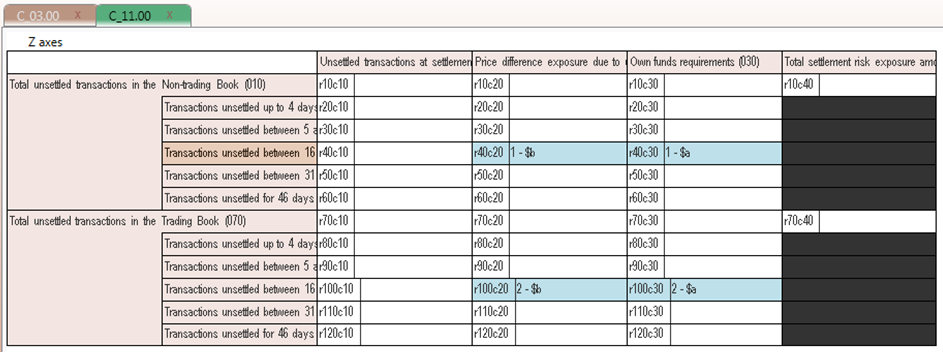 C_03.00 x C_11.00 x
Z axes
Unsettled transactions at settlemen Price difference exposure due to Own funds requirements (030) Total settlement risk exposure amo
Total unsettled transactions in the Non-trading Book (010) r10c10 r10c20 r10c30 r10c40
Transactions unsettled up to 4 days r20c10 r20c20 r20c30
Transactions unsettled between 5 a r30c10 r30c20 r30c30
Transactions unsettled between 16 r40c10 r40c20 1 - $b r40c30 1 - $a
Transactions unsettled between 31 r50c10 r50c20 r50c30
Transactions unsettled for 46 days r60c10 r60c20 r60c30
Total unsettled transactions in the Trading Book (070) r70c10 r70c20 r70c30 r70c40
Transactions unsettled up to 4 days r80c10 r80c20 r80c30
Transactions unsettled between 5 a r90c10 r90c20 r90c30
Transactions unsettled between 16 r100c10 r100c20 2 - $b r100c30 2 - $a
Transactions unsettled between 31 r110c10 r110c20 r110c30
Transactions unsettled for 46 days r120c10 r120c20 r120c30